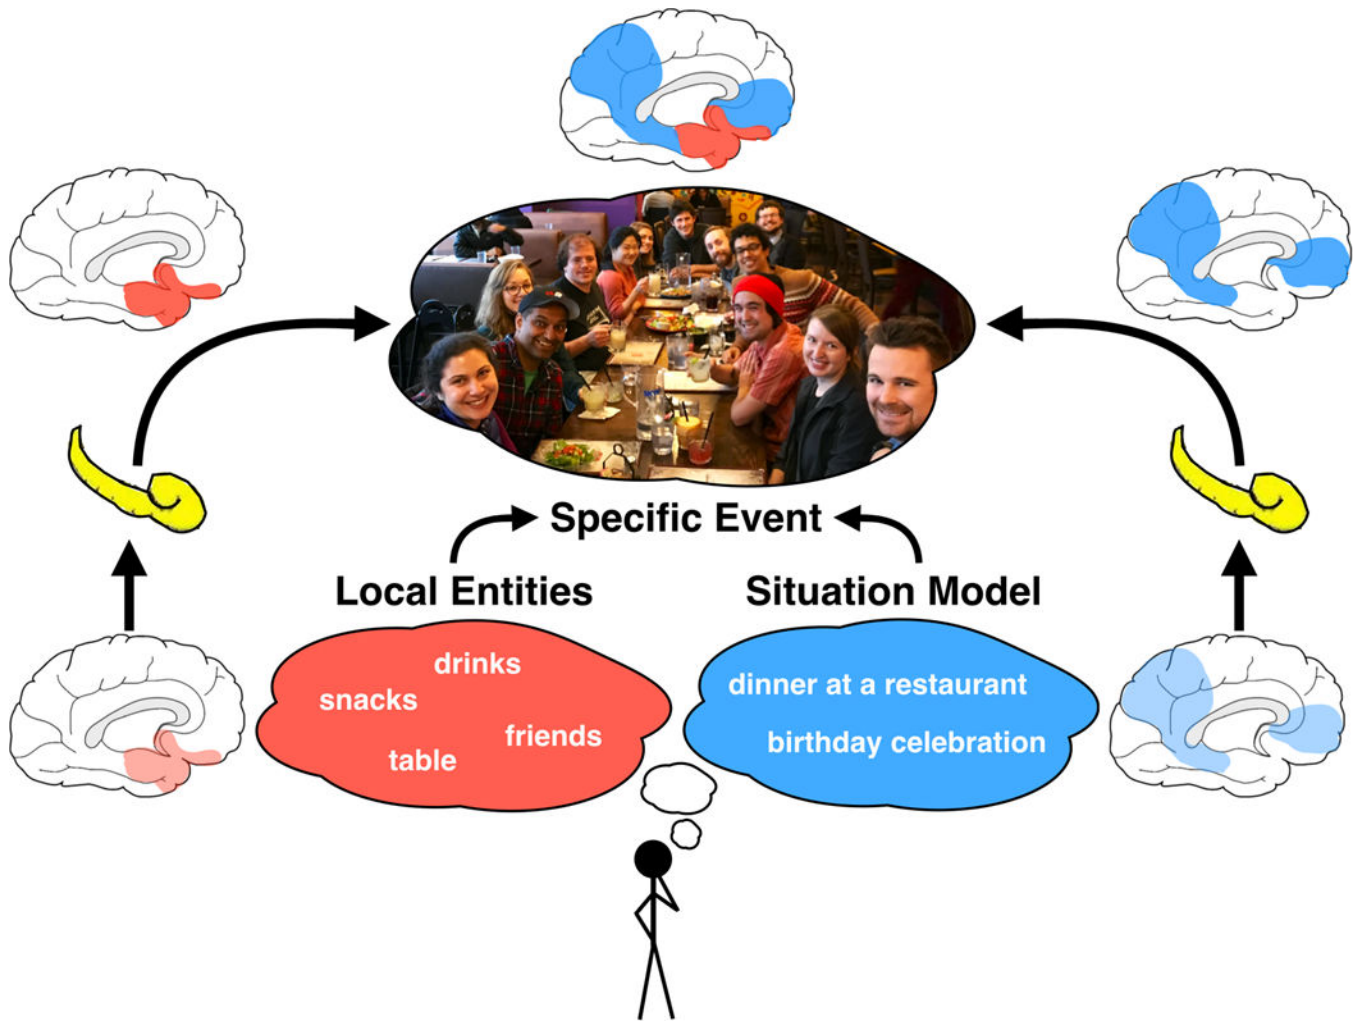 Specific Event
Local Entities
Situation Model
drinks
snacks
friends
table
dinner at a restaurant
birthday celebration